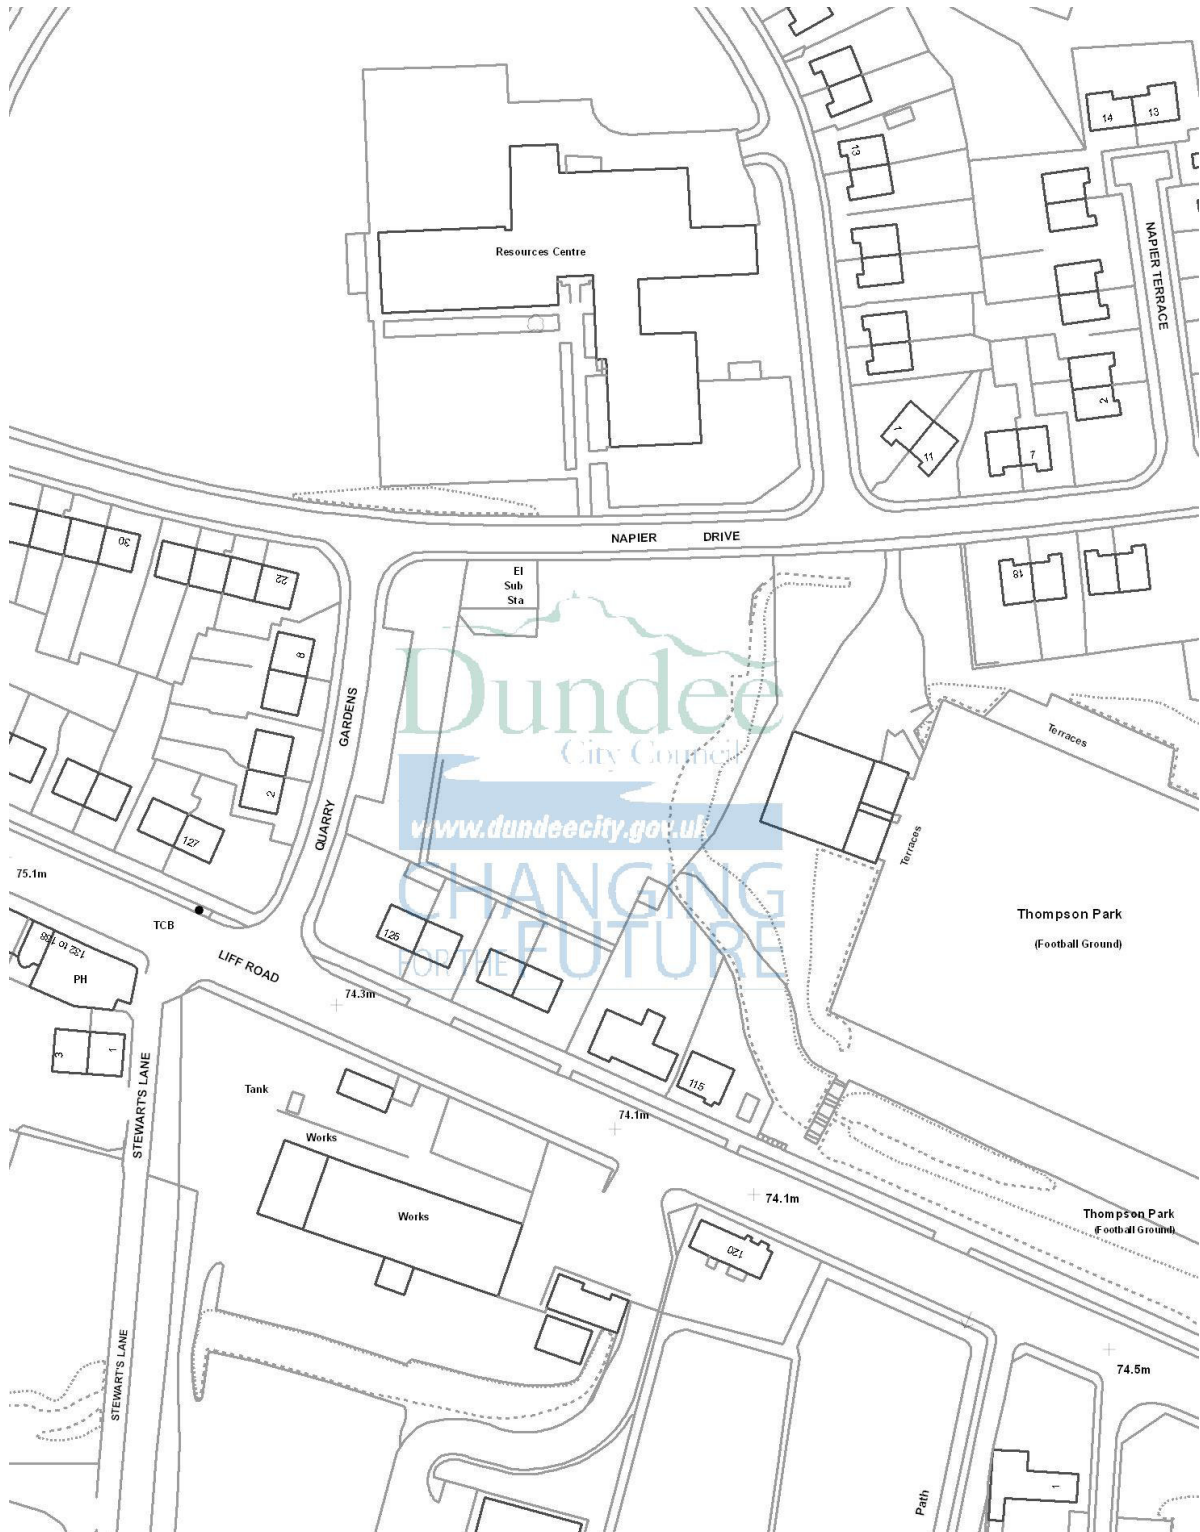 14
13
13
NAPIER TERRACE
Resources Centre
2
1
11
7
NAPIER DRIVE
30
22
El
Sub
Sta
18
8
GARDENS
Dundee
City Council
Terraces
2
QUARRY
www.dundeecity.gov.uk
127
Terraces
75.1m
CHANGING
FOR THE FUTURE
TCB
125
Thompson Park
(Football Ground)
132 to 138
PH
LIFF ROAD
74.3m
3
1
STEWART'S LANE
Tank
115
74.1m
Works
Works
74.1m
Thompson Park
(Football Ground)
120
74.5m
STEWART'S LANE
Path
1